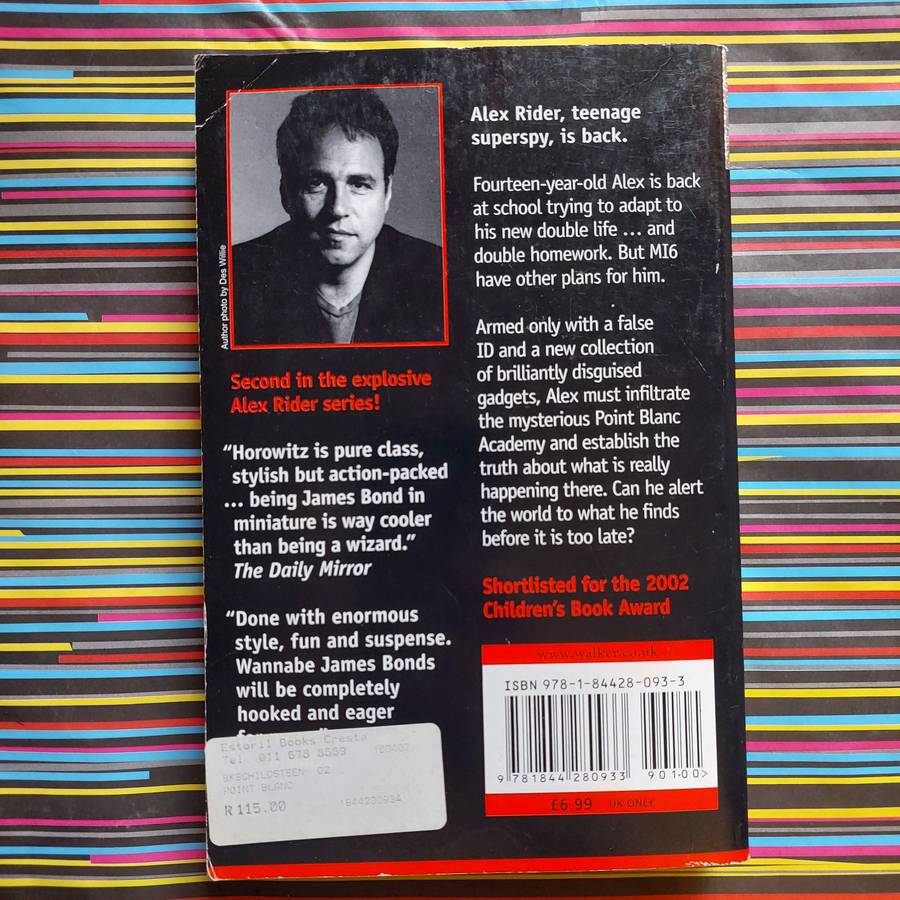 Author photo by Des Willie
Second in the explosive
Alex Rider series!
“Horowitz is pure class,
stylish but action-packed
... being James Bond in
miniature is way cooler
than being a wizard.”
The Daily Mirror
“Done with enormous
style, fun and suspense.
Wannabe James Bonds
will be completely
hooked and eager
Estoril Books Cresta
Tel. 011 678 5559 160407
BKSCHILDSTEEN 02
POINT BLANC
R115.00 1844280934
Alex Rider, teenage
superspy, is back.
Fourteen-year-old Alex is back
at school trying to adapt to
his new double life ... and
double homework. But MI6
have other plans for him.
Armed only with a false
ID and a new collection
of brilliantly disguised
gadgets, Alex must infiltrate
the mysterious Point Blanc
Academy and establish the
truth about what is really
happening there. Can he alert
the world to what he finds
before it is too late?
Shortlisted for the 2002
Children’s Book Award
www.walker.co.uk
ISBN 978-1-84428-093-3
9 781844 280933 90100>
£6.99 UK ONLY